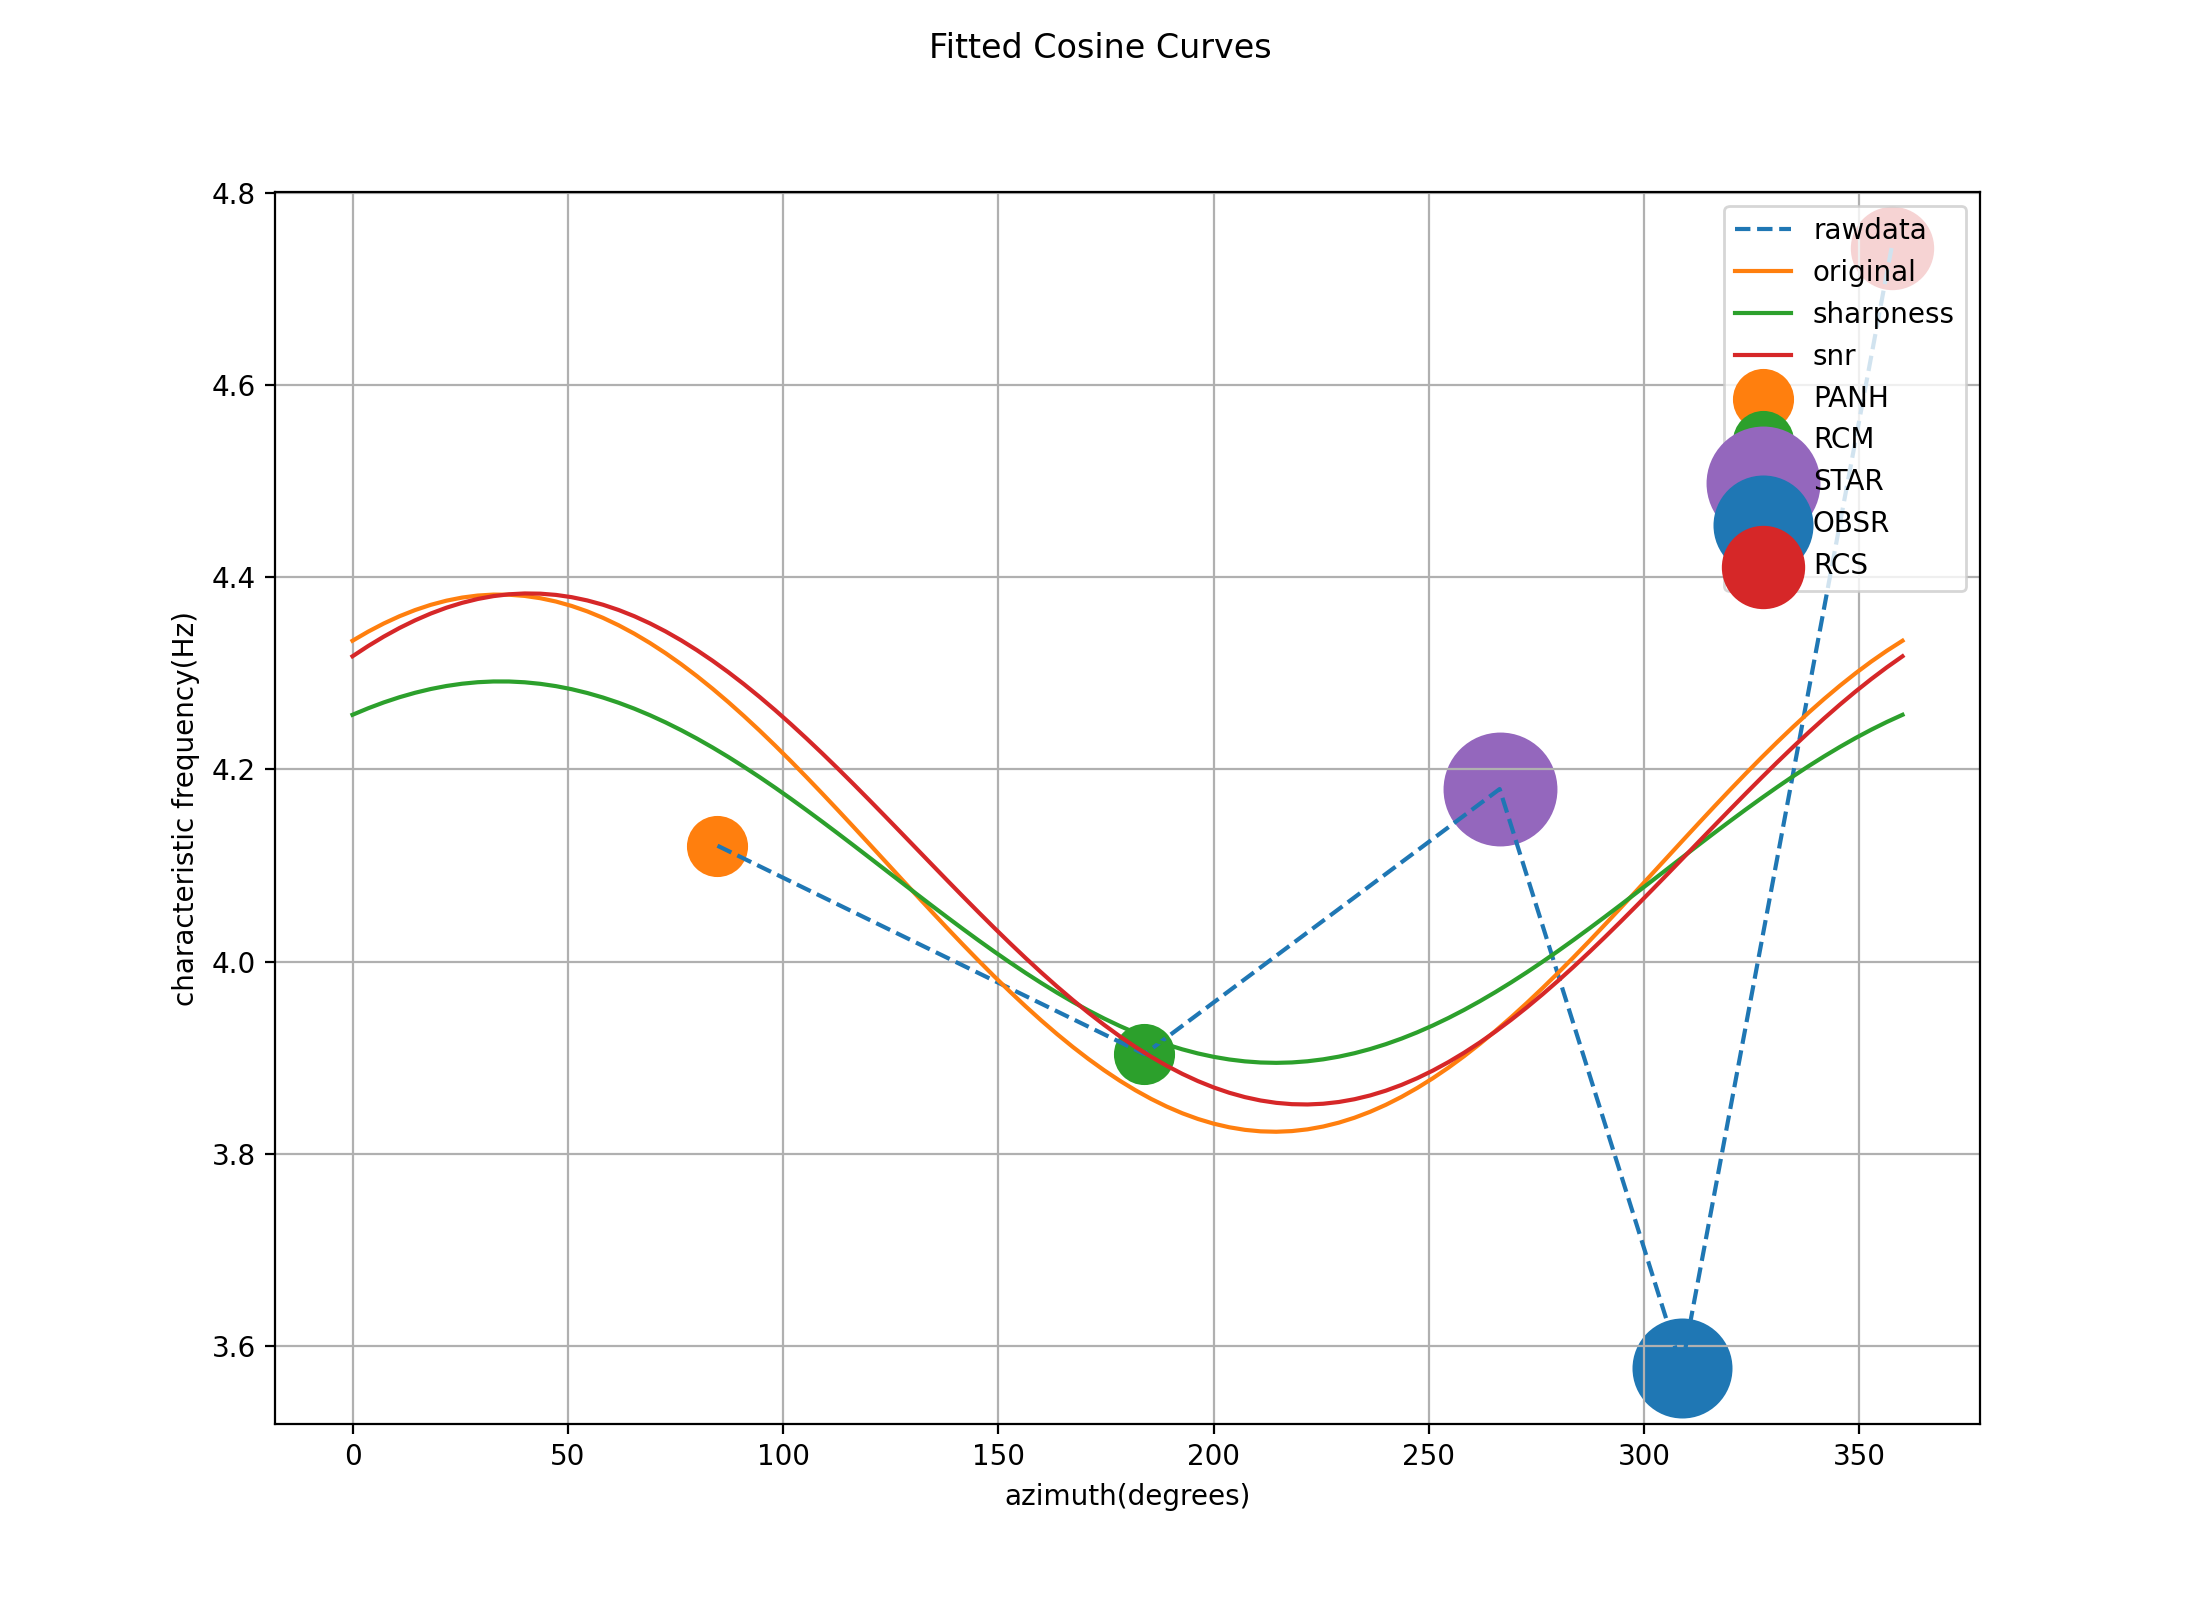 Fitted Cosine Curves
4.8
4.6
4.4
4.2
4.0
3.8
3.6
characteristic frequency(Hz)
rawdata
original
sharpness
snr
PANH
RCM
STAR
OBSR
RCS
0 50 100 150 200 250 300 350
azimuth(degrees)